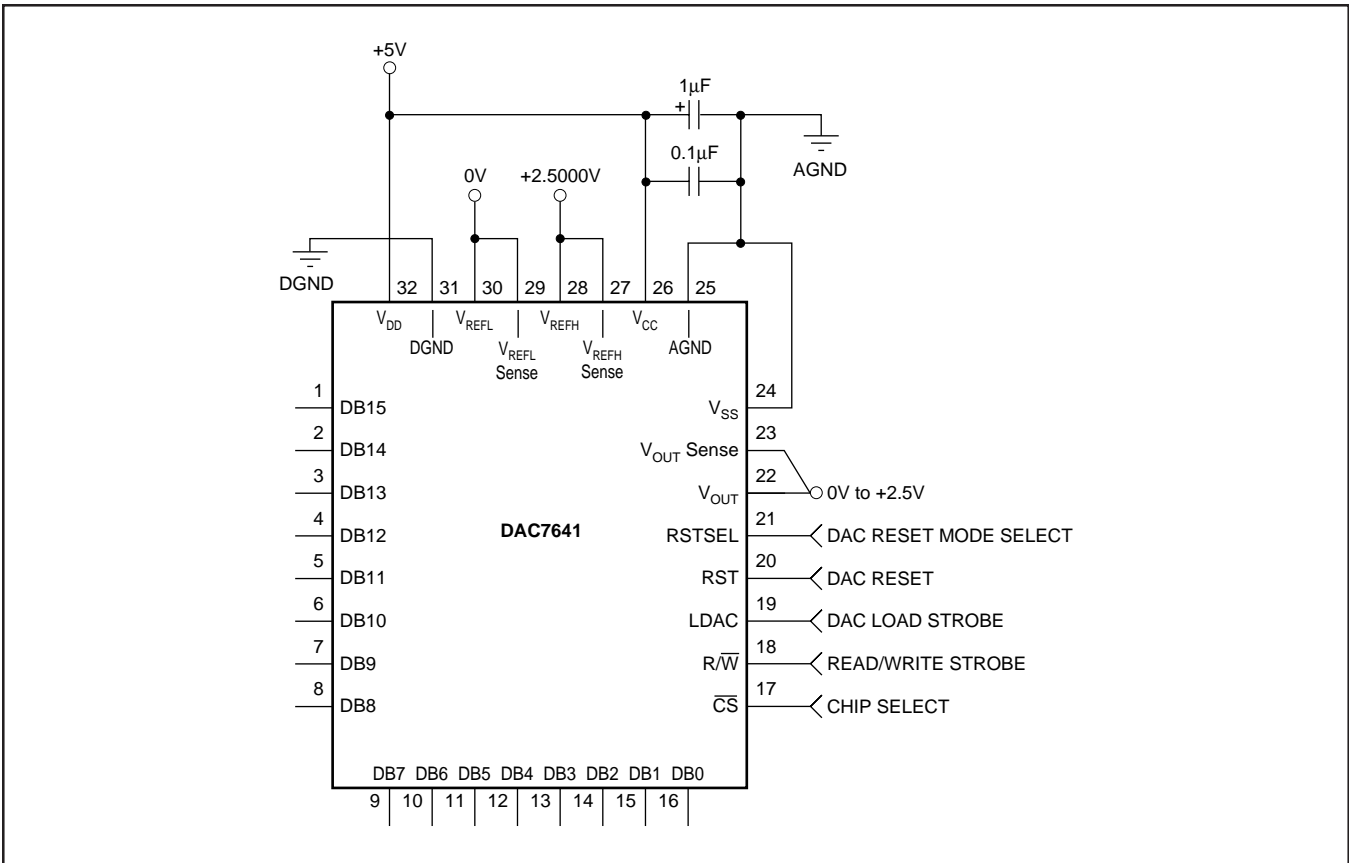 +5V
1μF
+
0.1μF
AGND
0V
+2.5000V
DGND
32 31 30 29 28 27 26 25
V_DD
DGND
V_REFL
V_REFL
Sense
V_REFH
V_REFH
Sense
V_CC
AGND
1
DB15
2
DB14
3
DB13
4
DB12
5
DB11
6
DB10
7
DB9
8
DB8
DAC7641
24
V_SS
23
V_OUT Sense
22
V_OUT
0V to +2.5V
21
RSTSEL
DAC RESET MODE SELECT
20
RST
DAC RESET
19
LDAC
DAC LOAD STROBE
18
R/W̅
READ/WRITE STROBE
17
C̅S̅
CHIP SELECT
DB7 DB6 DB5 DB4 DB3 DB2 DB1 DB0
9 10 11 12 13 14 15 16